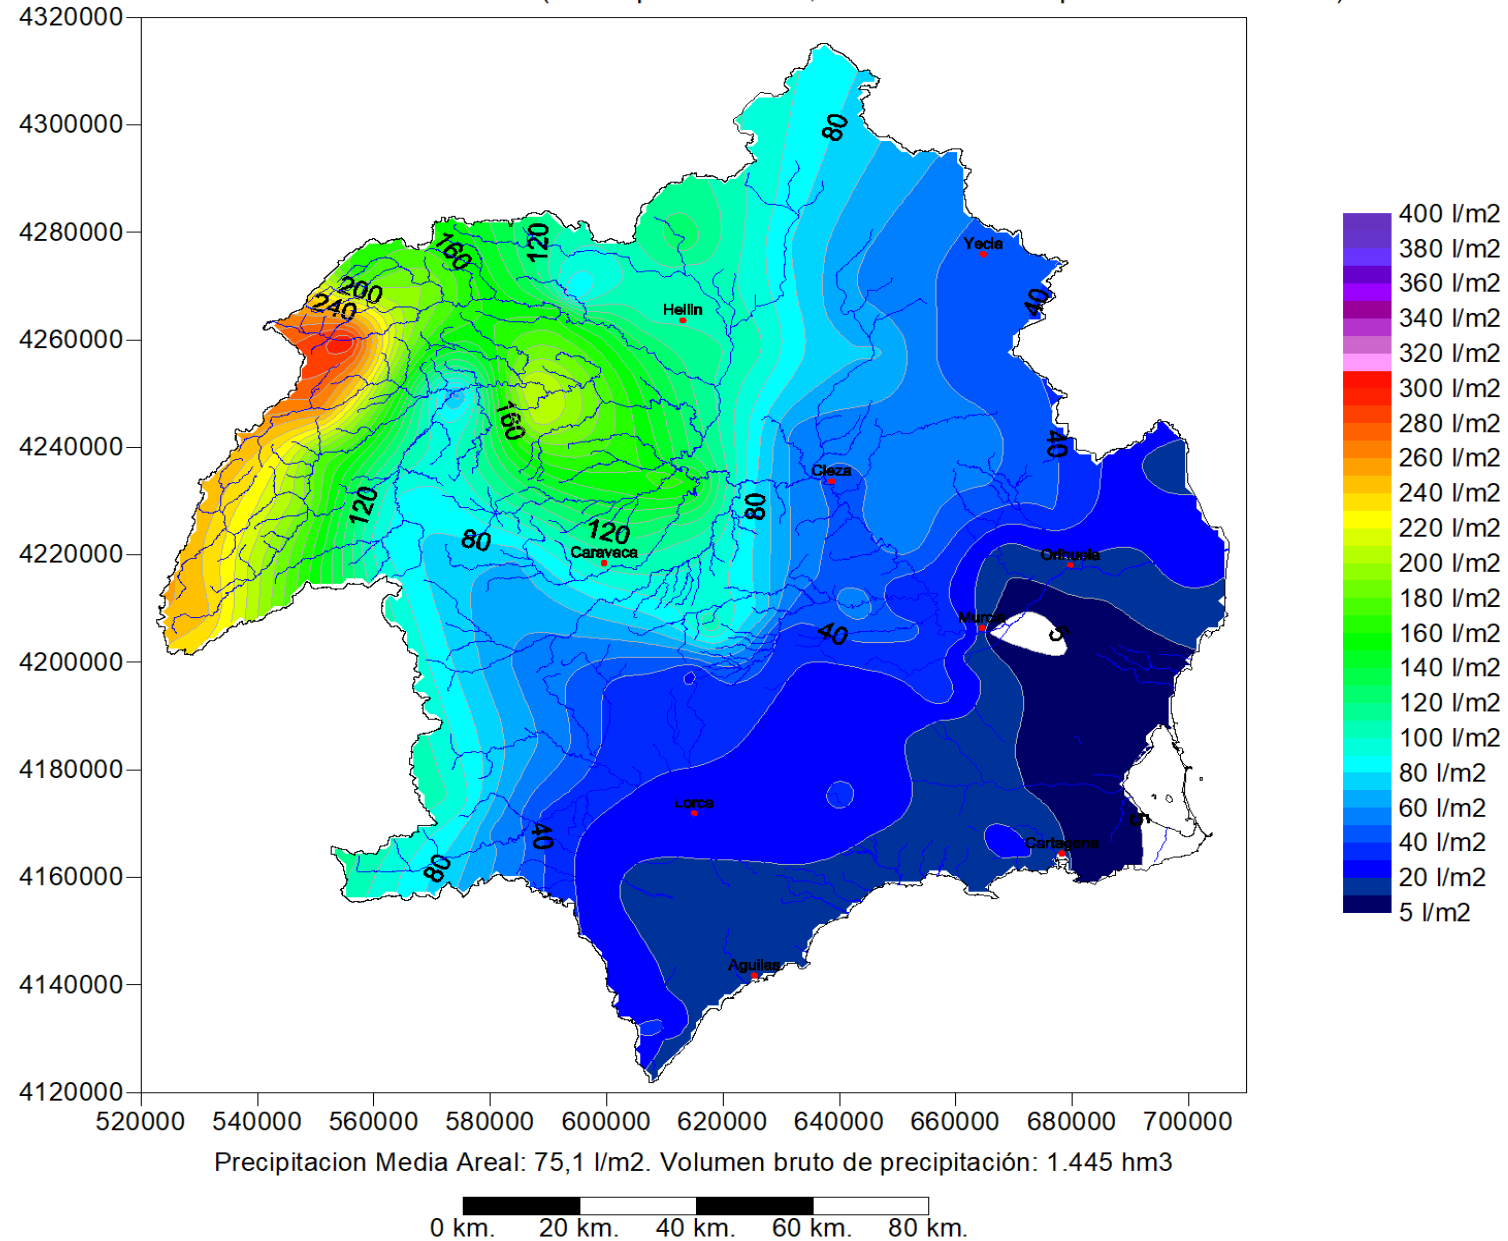 4320000
4300000
4280000
4260000
4240000
4220000
4200000
4180000
4160000
4140000
4120000
520000 540000 560000 580000 600000 620000 640000 660000 680000 700000
80
120
160
200
240
Yecla
40
Hellin
160
40
Cieza
120
80
120
80
Caravaca
Orihuela
Murcia
5
40
Lorca
5
40
Cartagena
80
Aguilas
400 l/m2
380 l/m2
360 l/m2
340 l/m2
320 l/m2
300 l/m2
280 l/m2
260 l/m2
240 l/m2
220 l/m2
200 l/m2
180 l/m2
160 l/m2
140 l/m2
120 l/m2
100 l/m2
80 l/m2
60 l/m2
40 l/m2
20 l/m2
5 l/m2
Precipitacion Media Areal: 75,1 l/m2. Volumen bruto de precipitación: 1.445 hm3
0 km. 20 km. 40 km. 60 km. 80 km.